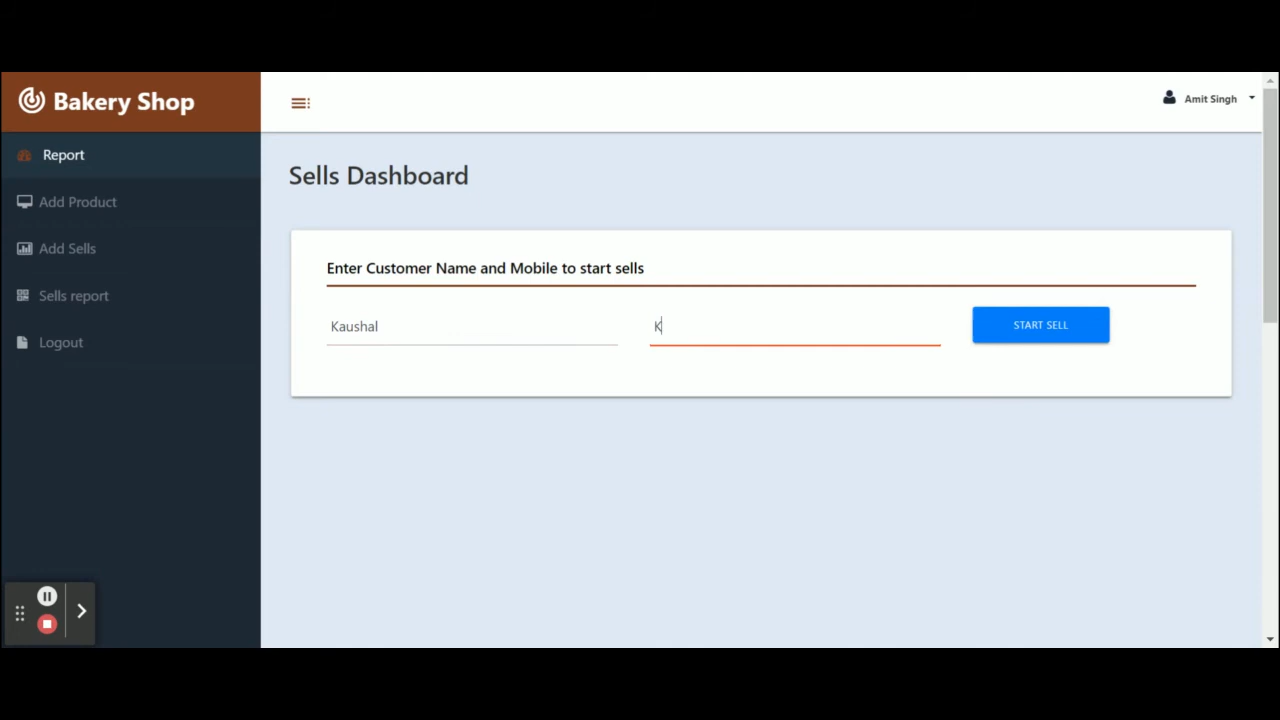 Bakery Shop
Amit Singh
Report
Add Product
Add Sells
Sells report
Logout
Sells Dashboard
Enter Customer Name and Mobile to start sells
Kaushal
K
START SELL